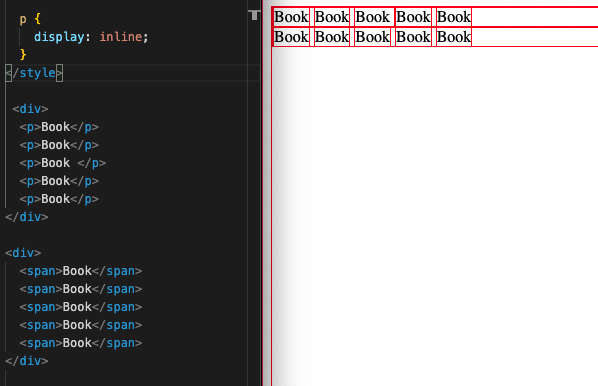 p {
display: inline;
}
</style>
<div>
<p>Book</p>
<p>Book</p>
<p>Book </p>
<p>Book</p>
<p>Book</p>
</div>
<div>
<span>Book</span>
<span>Book</span>
<span>Book</span>
<span>Book</span>
<span>Book</span>
</div>
Book Book Book Book Book
Book Book Book Book Book